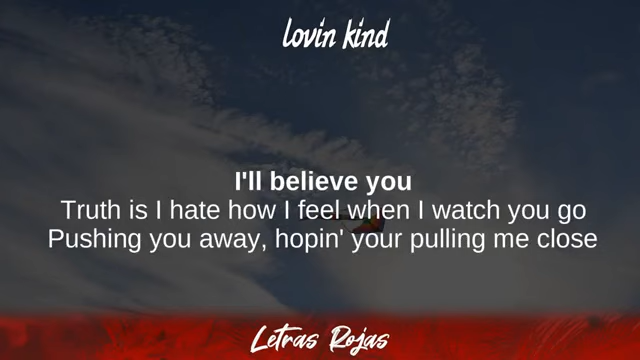 lovin kind
I'll believe you
Truth is I hate how I feel when I watch you go
Pushing you away, hopin' your pulling me close
Letras Rojas